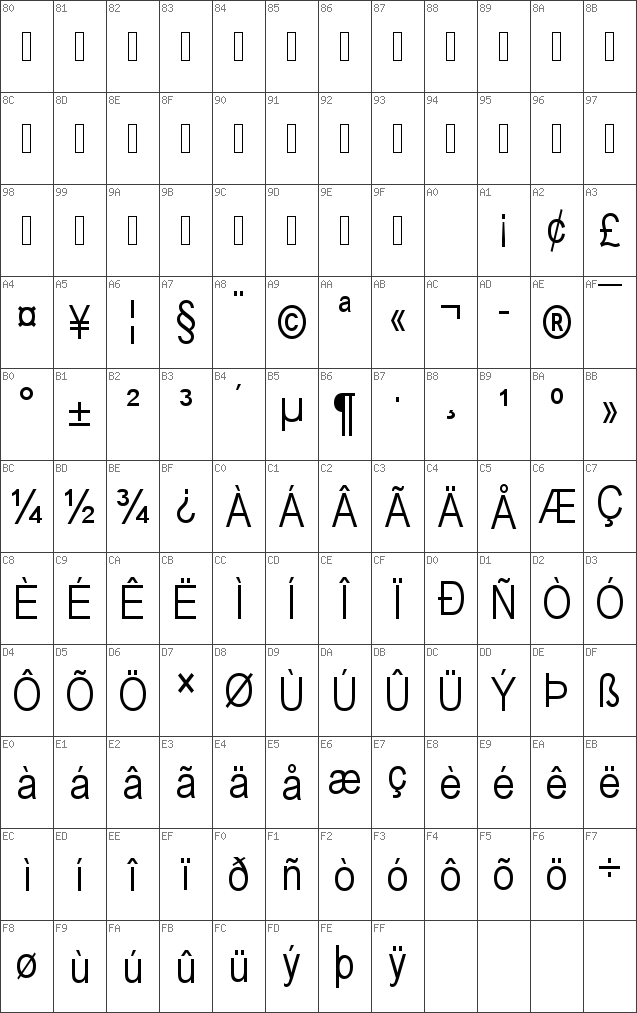 80 81 82 83 84 85 86 87 88 89 8A 8B
8C 8D 8E 8F 90 91 92 93 94 95 96 97
98 99 9A 9B 9C 9D 9E 9F A0 A1 A2 A3
¡ ¢ £
A4 A5 A6 A7 A8 A9 AA AB AC AD AE AF
¤ ¥ ¦ § ¨ © ª « ¬ - ® ¯
B0 B1 B2 B3 B4 B5 B6 B7 B8 B9 BA BB
° ± ² ³ ´ µ ¶ · ¸ ¹ º »
BC BD BE BF C0 C1 C2 C3 C4 C5 C6 C7
¼ ½ ¾ ¿ À Á Â Ã Ä Å Æ Ç
C8 C9 CA CB CC CD CE CF D0 D1 D2 D3
È É Ê Ë Ì Í Î Ï Ð Ñ Ò Ó
D4 D5 D6 D7 D8 D9 DA DB DC DD DE DF
Ô Õ Ö × Ø Ù Ú Û Ü Ý Þ ß
E0 E1 E2 E3 E4 E5 E6 E7 E8 E9 EA EB
à á â ã ä å æ ç è é ê ë
EC ED EE EF F0 F1 F2 F3 F4 F5 F6 F7
ì í î ï ð ñ ò ó ô õ ö ÷
F8 F9 FA FB FC FD FE FF
ø ù ú û ü ý þ ÿ